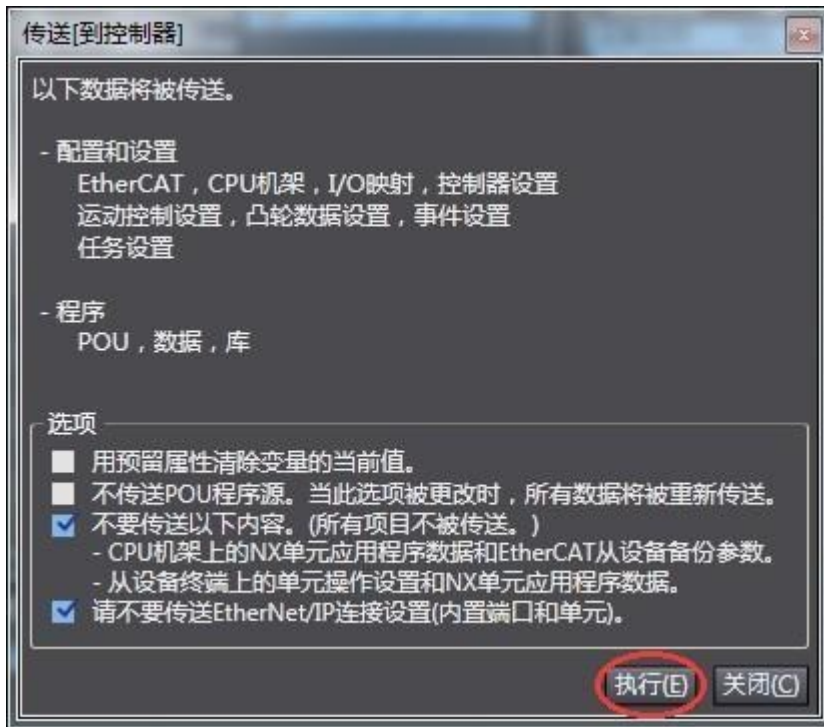 传送[到控制器]
以下数据将被传送。
- 配置和设置
EtherCAT，CPU机架，I/O映射，控制器设置
运动控制设置，凸轮数据设置，事件设置
任务设置
- 程序
POU，数据，库
选项
用预留属性清除变量的当前值。
不传送POU程序源。当此选项被更改时，所有数据将被重新传送。
不要传送以下内容。(所有项目不被传送。)
- CPU机架上的NX单元应用程序数据和EtherCAT从设备备份参数。
- 从设备终端上的单元操作设置和NX单元应用程序数据。
请不要传送EtherNet/IP连接设置(内置端口和单元)。
执行(E) 关闭(C)